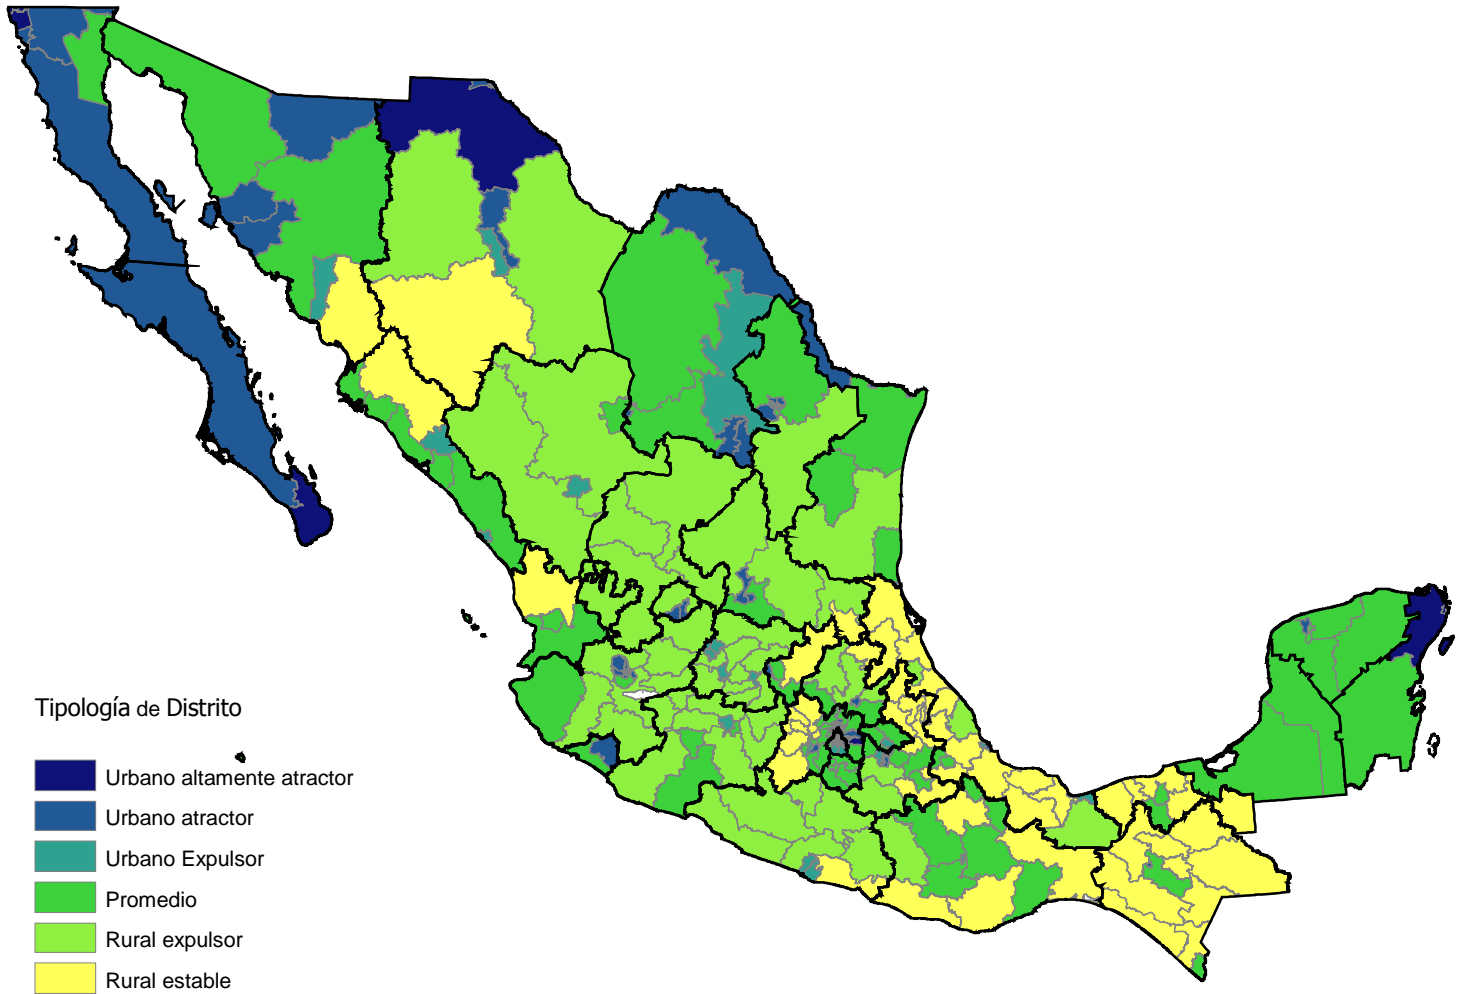 Tipología de Distrito
Urbano altamente atractor
Urbano atractor
Urbano Expulsor
Promedio
Rural expulsor
Rural estable